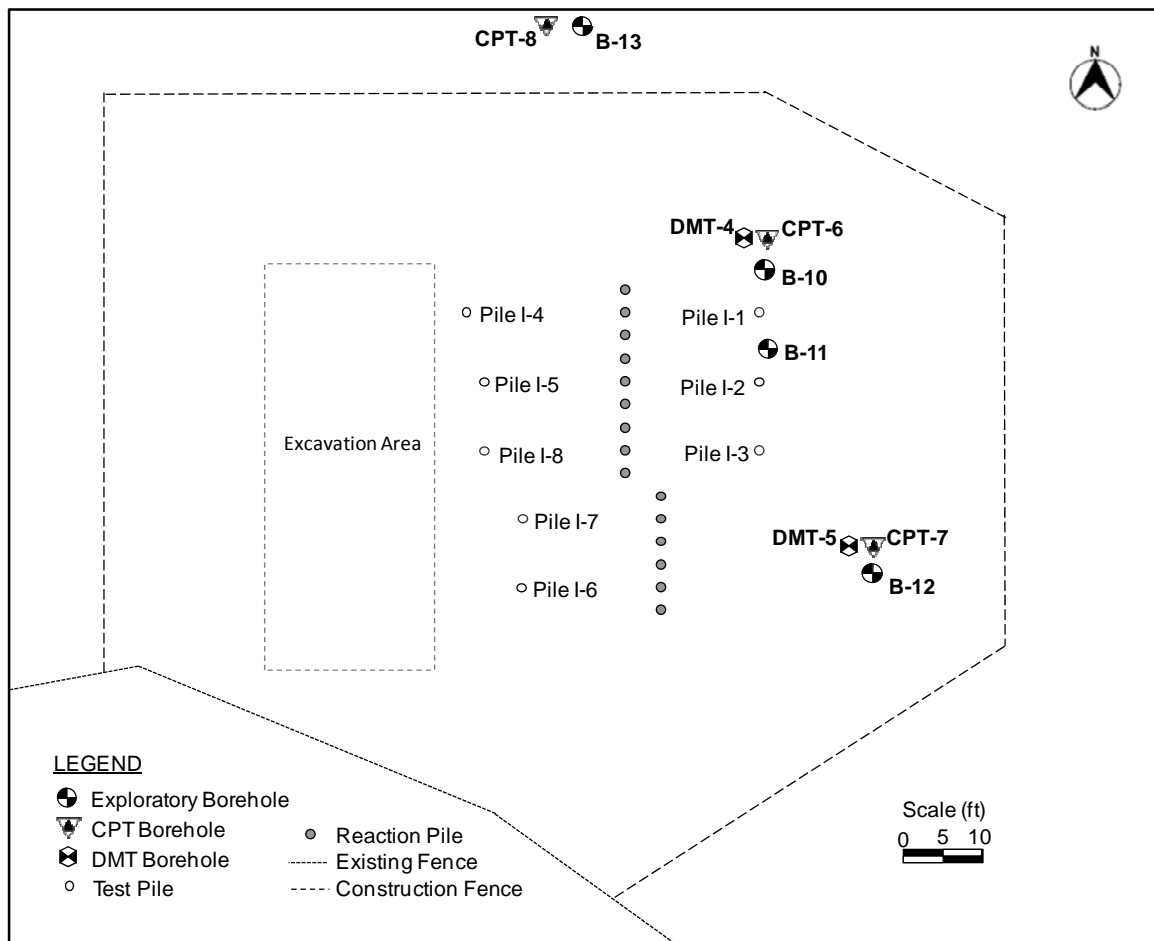 CPT-8
B-13
N
DMT-4
CPT-6
B-10
Pile I-4
Pile I-1
B-11
Pile I-5
Pile I-2
Excavation Area
Pile I-8
Pile I-3
Pile I-7
DMT-5
CPT-7
Pile I-6
B-12
LEGEND
Exploratory Borehole
CPT Borehole
DMT Borehole
Test Pile
Reaction Pile
Existing Fence
Construction Fence
Scale (ft)
0 5 10